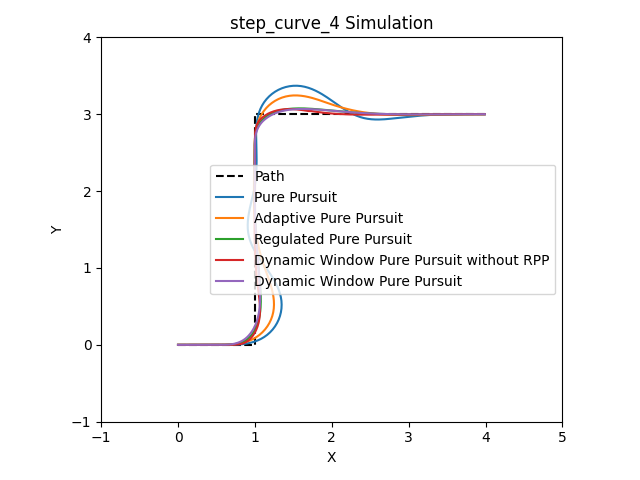 step_curve_4 Simulation
4
3
2
1
0
−1
Y
Path
Pure Pursuit
Adaptive Pure Pursuit
Regulated Pure Pursuit
Dynamic Window Pure Pursuit without RPP
Dynamic Window Pure Pursuit
−1 0 1 2 3 4 5
X